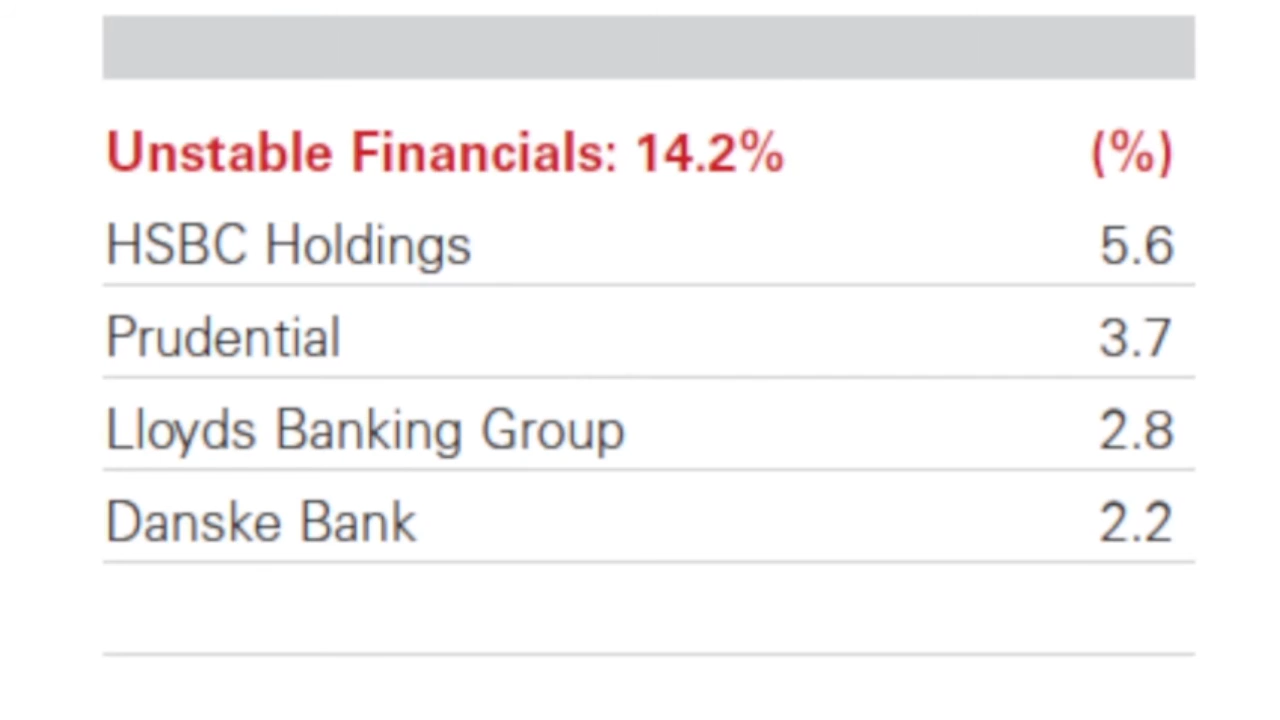 Unstable Financials: 14.2% (%)
HSBC Holdings 5.6
Prudential 3.7
Lloyds Banking Group 2.8
Danske Bank 2.2